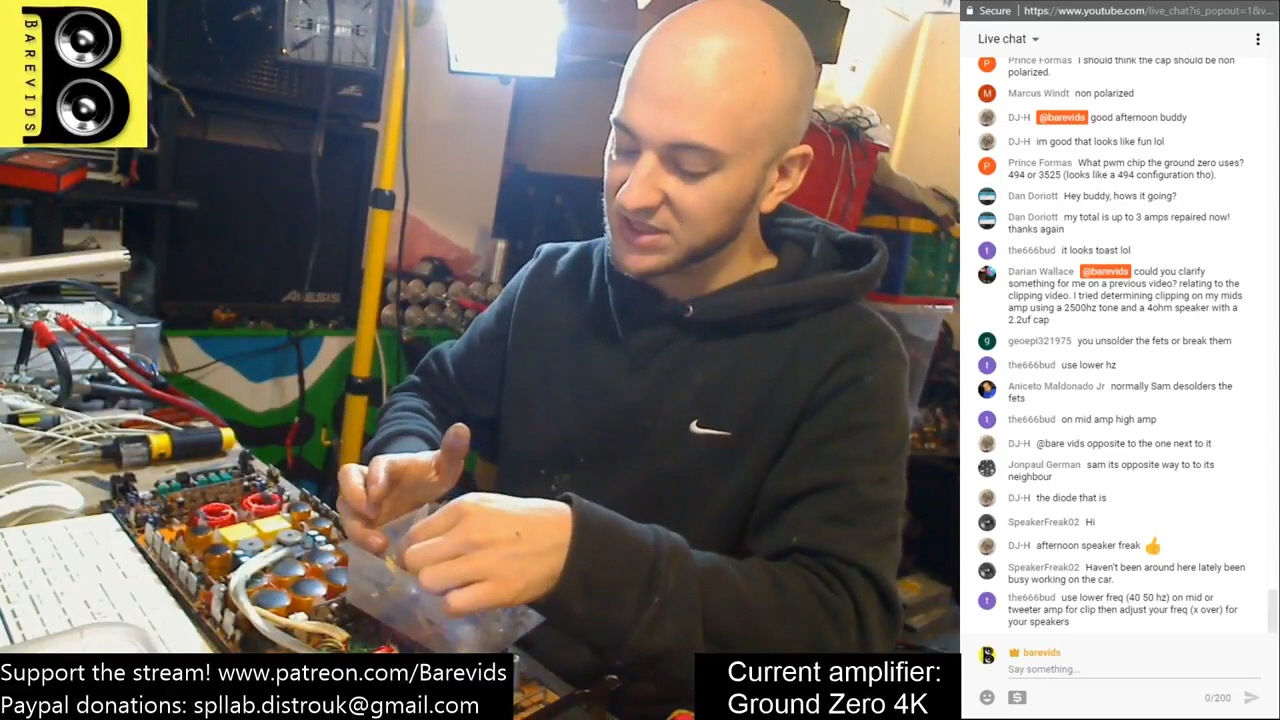 BAREVIDS
B
ALESIS
Support the stream! www.patreon.com/Barevids
Paypal donations: spllab.distrouk@gmail.com
Current amplifier:
Ground Zero 4K
Secure | https://www.youtube.com/live_chat?is_popout=1&v...
Live chat
P Prince Formas I should think the cap should be non
polarized.
M Marcus Windt non polarized
DJ-H @barevids good afternoon buddy
DJ-H im good that looks like fun lol
P Prince Formas What pwm chip the ground zero uses?
494 or 3525 (looks like a 494 configuration tho).
Dan Doriott Hey buddy, hows it going?
Dan Doriott my total is up to 3 amps repaired now!
thanks again
t the666bud it looks toast lol
Darian Wallace @barevids could you clarify
something for me on a previous video? relating to the
clipping video. I tried determining clipping on my mids
amp using a 2500hz tone and a 4ohm speaker with a
2.2uf cap
g geoepi321975 you unsolder the fets or break them
t the666bud use lower hz
Aniceto Maldonado Jr normally Sam desolders the
fets
t the666bud on mid amp high amp
DJ-H @bare vids opposite to the one next to it
Jonpaul German sam its opposite way to to its
neighbour
DJ-H the diode that is
SpeakerFreak02 Hi
DJ-H afternoon speaker freak 👍
SpeakerFreak02 Haven't been around here lately been
busy working on the car.
t the666bud use lower freq (40 50 hz) on mid or
tweeter amp for clip then adjust your freq (x over) for
your speakers
barevids
Say something...
0/200